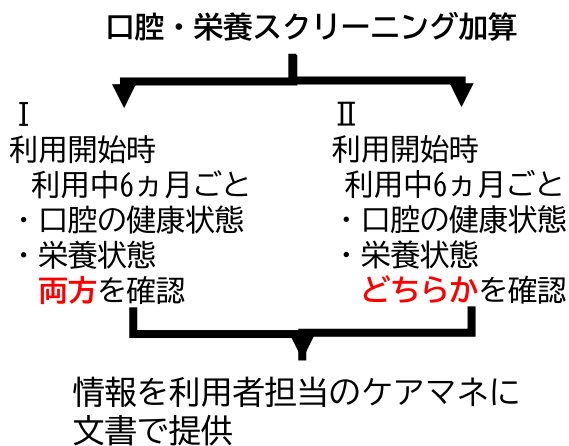 口腔・栄養スクリーニング加算
Ⅰ
利用開始時
利用中6ヵ月ごと
・口腔の健康状態
・栄養状態
両方を確認
Ⅱ
利用開始時
利用中6ヵ月ごと
・口腔の健康状態
・栄養状態
どちらかを確認
情報を利用者担当のケアマネに
文書で提供